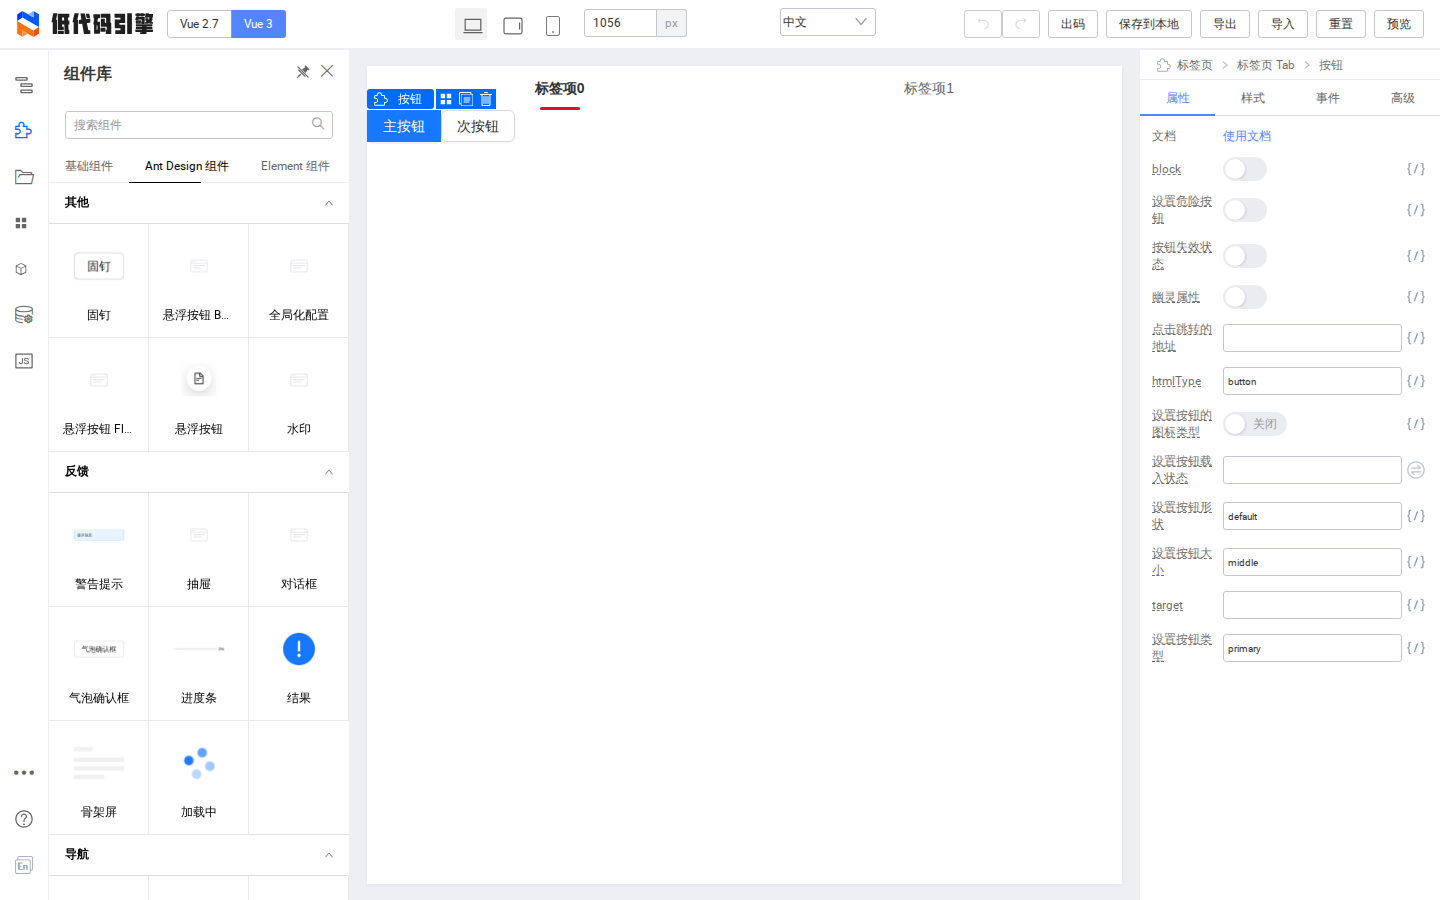 低代码引擎
Vue 2.7
Vue 3
1056
px
中文
出码
保存到本地
导出
导入
重置
预览
组件库
搜索组件
基础组件
Ant Design 组件
Element 组件
其他
固钉
固钉
悬浮按钮 B...
全局化配置
悬浮按钮 Fl...
悬浮按钮
水印
反馈
警告提示
抽屉
对话框
气泡确认框
气泡确认框
进度条
结果
骨架屏
加载中
导航
JS
En
标签项0
标签项1
按钮
主按钮
次按钮
标签页
标签页 Tab
按钮
属性
样式
事件
高级
文档
使用文档
block
{/}
设置危险按
钮
{/}
按钮失效状
态
{/}
幽灵属性
{/}
点击跳转的
地址
{/}
htmlType
button
{/}
设置按钮的
图标类型
关闭
{/}
设置按钮载
入状态
设置按钮形
状
default
{/}
设置按钮大
小
middle
{/}
target
{/}
设置按钮类
型
primary
{/}